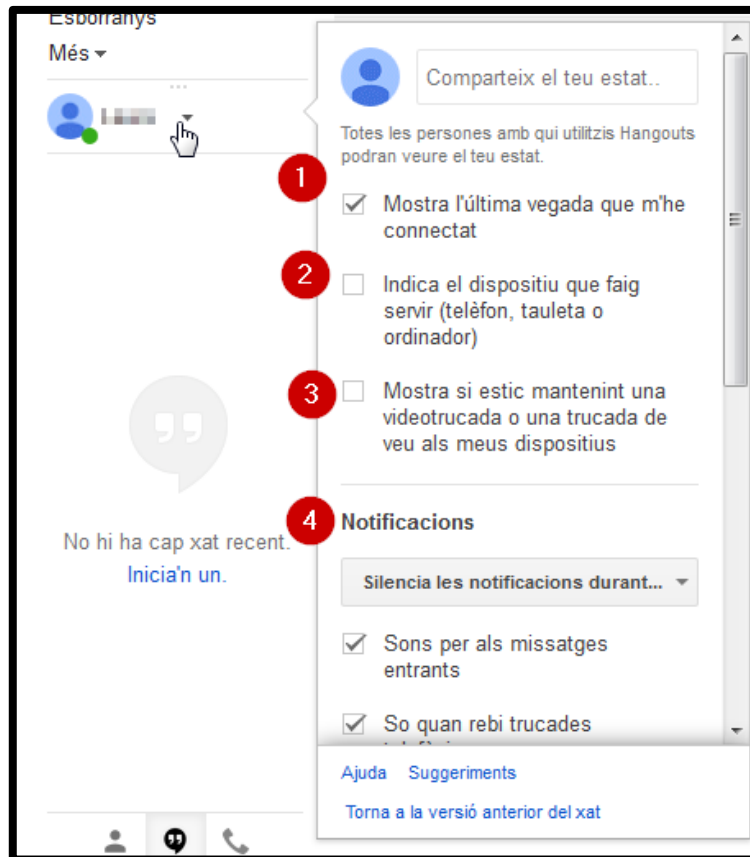 Esborranys
Més
Comparteix el teu estat..
Totes les persones amb qui utilitzis Hangouts
podran veure el teu estat.
1
Mostra l'última vegada que m'he
connectat
2
Indica el dispositiu que faig
servir (telèfon, tauleta o
ordinador)
3
Mostra si estic mantenint una
videotrucada o una trucada de
veu als meus dispositius
4
Notificacions
No hi ha cap xat recent.
Inicia'n un.
Silencia les notificacions durant...
Sons per als missatges
entrants
So quan rebi trucades
Ajuda Suggeriments
Torna a la versió anterior del xat